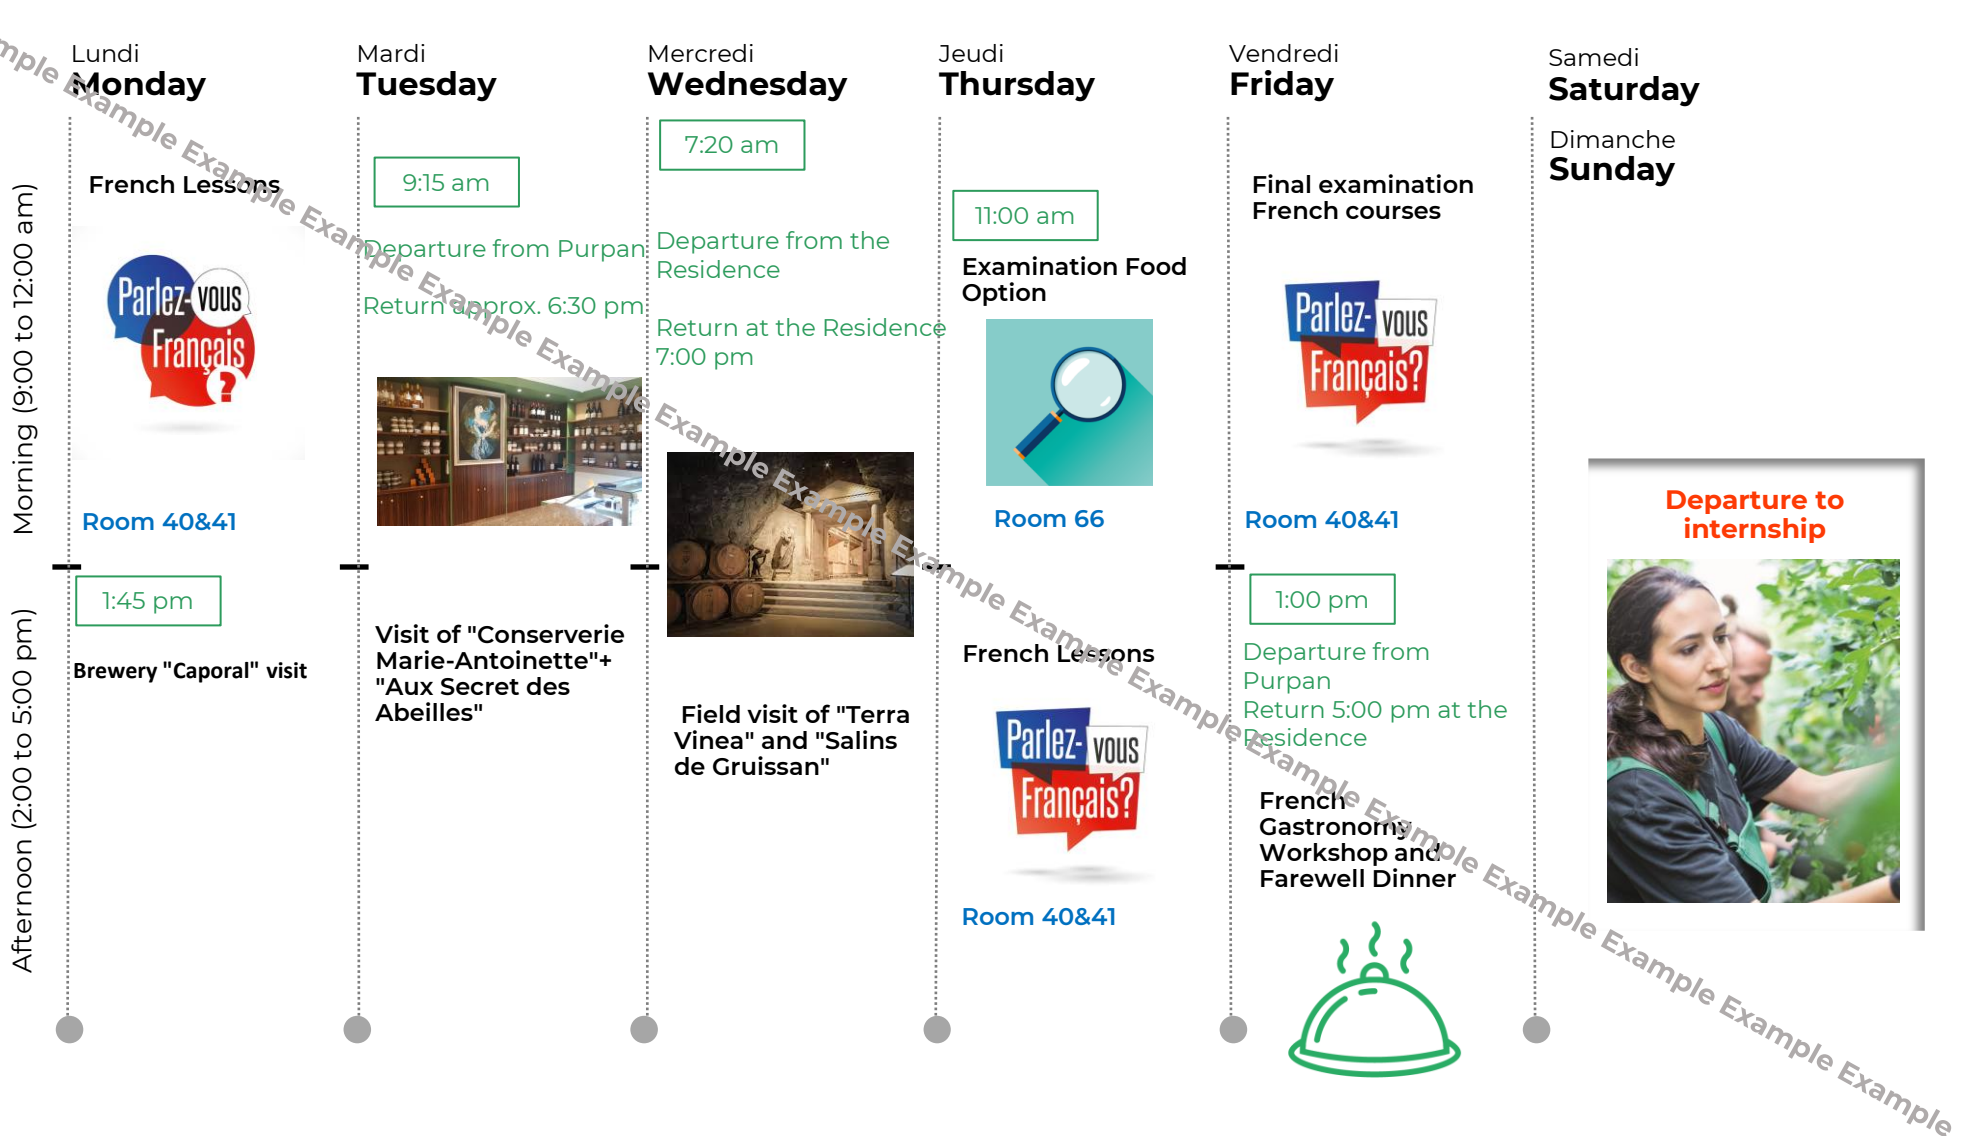 Lundi
Monday
Mardi
Tuesday
Mercredi
Wednesday
Jeudi
Thursday
Vendredi
Friday
Samedi
Saturday
Dimanche
Sunday
Morning (9:00 to 12:00 am)
Afternoon (2:00 to 5:00 pm)
French Lessons
Parlez-vous
Français
?
Room 40&41
1:45 pm
Brewery "Caporal" visit
9:15 am
Departure from Purpan
Return approx. 6:30 pm
Visit of "Conserverie
Marie-Antoinette"+
"Aux Secret des
Abeilles"
7:20 am
Departure from the
Residence
Return at the Residence
7:00 pm
Field visit of "Terra
Vinea" and "Salins
de Gruissan"
11:00 am
Examination Food
Option
Room 66
French Lessons
Parlez-vous
Français?
Room 40&41
Final examination
French courses
Parlez-vous
Français?
Room 40&41
1:00 pm
Departure from
Purpan
Return 5:00 pm at the
Residence
French
Gastronomy
Workshop and
Farewell Dinner
Departure to
internship
mple Example Example Example Example Example Example Example Example Example Example Example Example Example Example Example Example